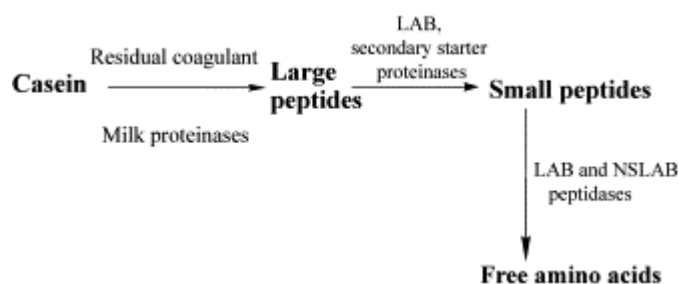 LAB,
secondary starter
proteinases
Residual coagulant
Casein
Large
peptides
Small peptides
Milk proteinases
LAB and NSLAB
peptidases
Free amino acids